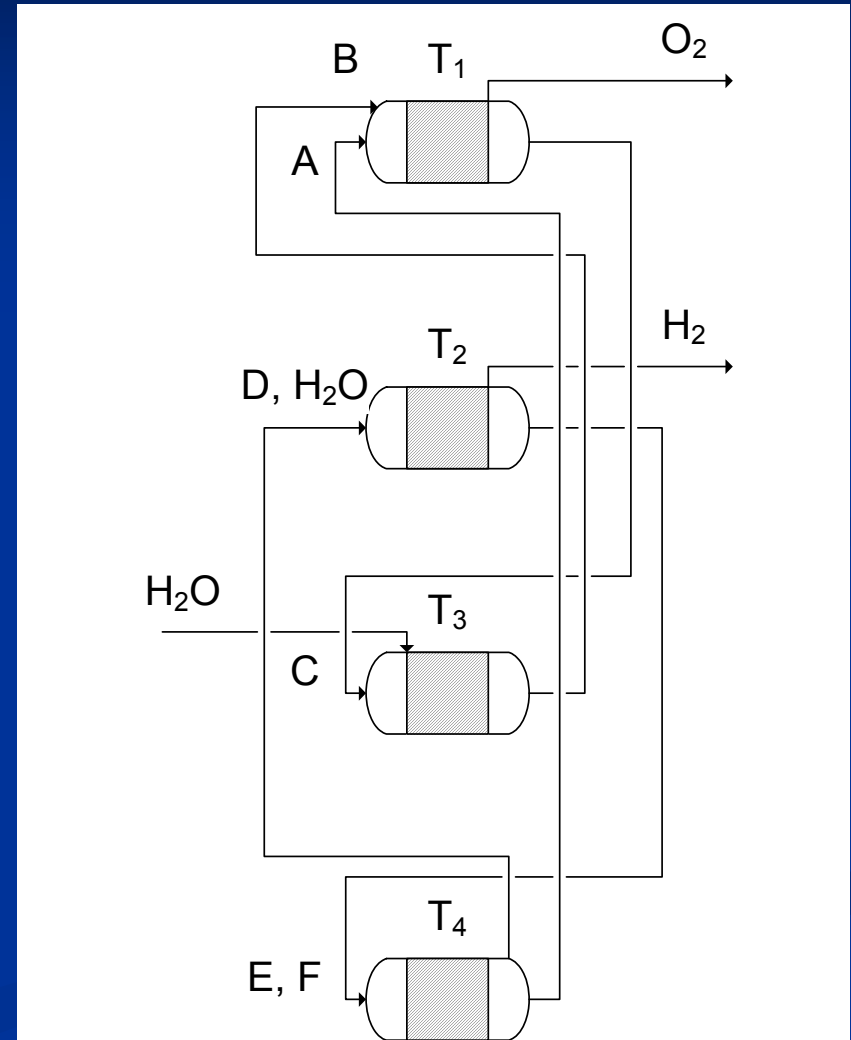 O₂
B
T₁
A
H₂
T₂
D, H₂O
H₂O
T₃
C
T₄
E, F